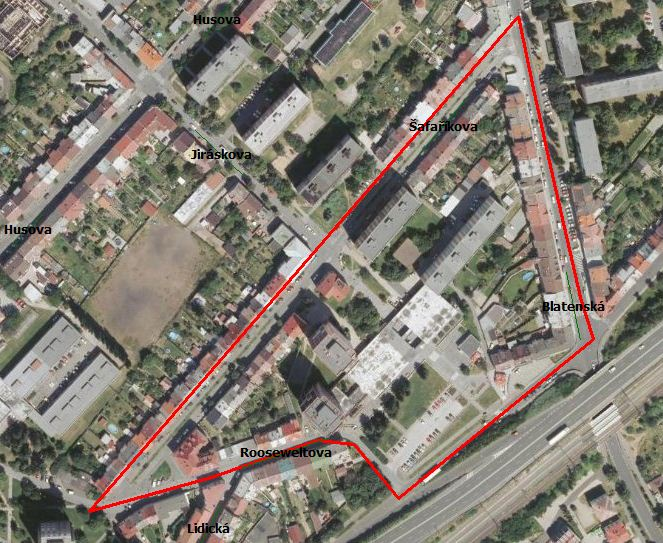 Husova
Šafaříkova
Jiráskova
Husova
Blatenská
Rooseweltova
Lidická